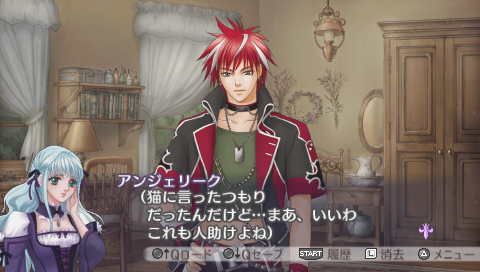 アンジェリーク
(猫に言ったつもり
だったんだけど…まあ、いいわ
これも人助けよね)
↑Qロード ↓Qセーブ START 履歴 L 消去 メニュー